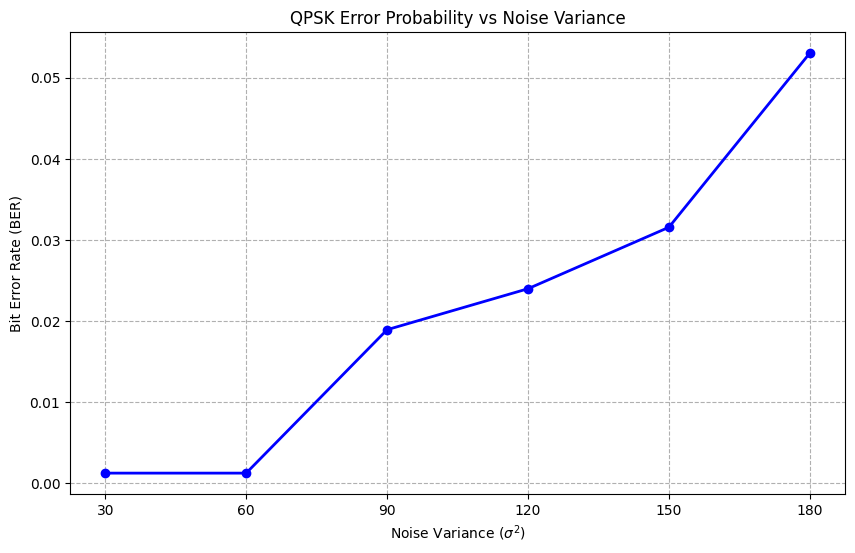 QPSK Error Probability vs Noise Variance
Bit Error Rate (BER)
0.05
0.04
0.03
0.02
0.01
0.00
30 60 90 120 150 180
Noise Variance (σ²)